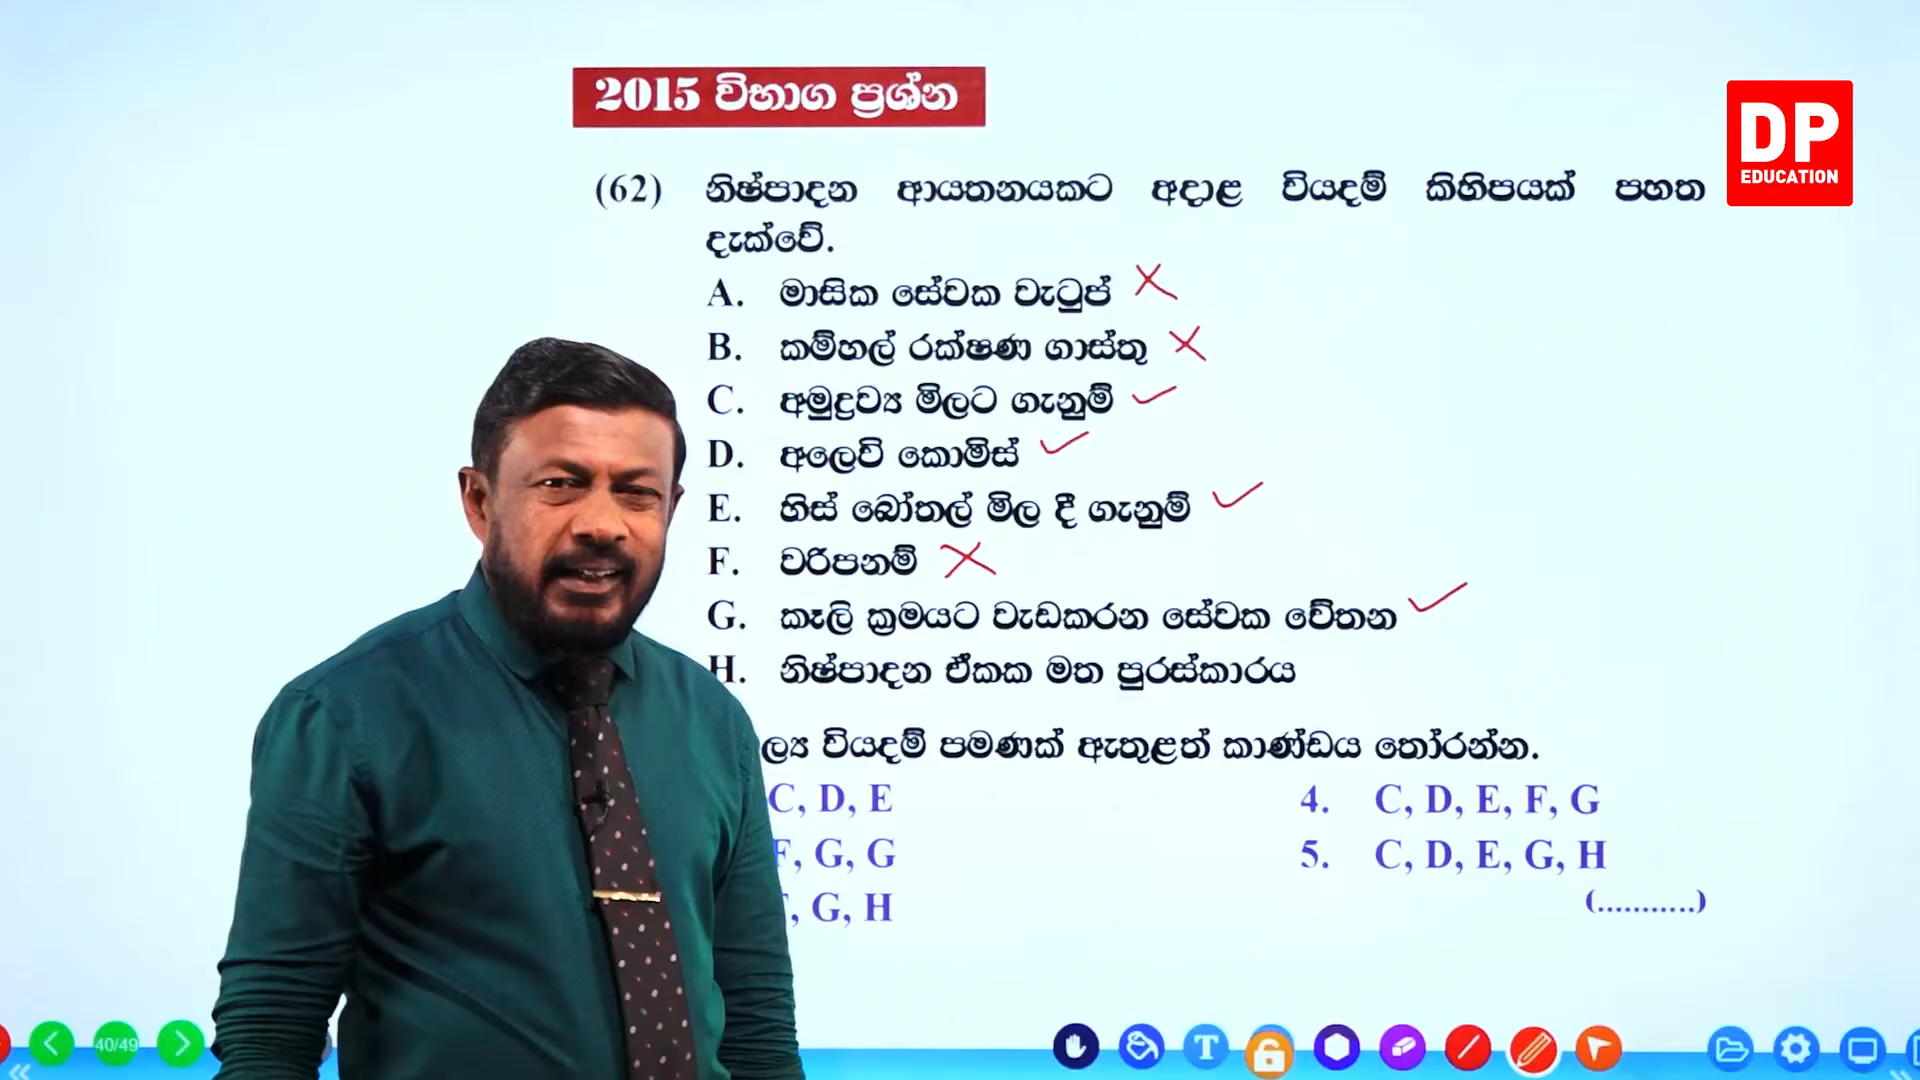 2015 විභාග ප්‍රශ්න
DP
EDUCATION
(62) නිෂ්පාදන ආයතනයකට අදාළ වියදම් කිහිපයක් පහත
දැක්වේ.
A. මාසික සේවක වැටුප්
B. කම්හල් රක්ෂණ ගාස්තු
C. අමුද්‍රව්‍ය මිලට ගැනුම්
D. අලෙවි කොමිස්
E. හිස් බෝතල් මිල දී ගැනුම්
F. වරිපනම්
G. කෑලි ක්‍රමයට වැඩකරන සේවක වේතන
H. නිෂ්පාදන ඒකක මත පුරස්කාරය
වියදම් පමණක් ඇතුළත් කාණ්ඩය තෝරන්න.
C, D, E 4. C, D, E, F, G
F, G, G 5. C, D, E, G, H
, G, H (...........)
40/49